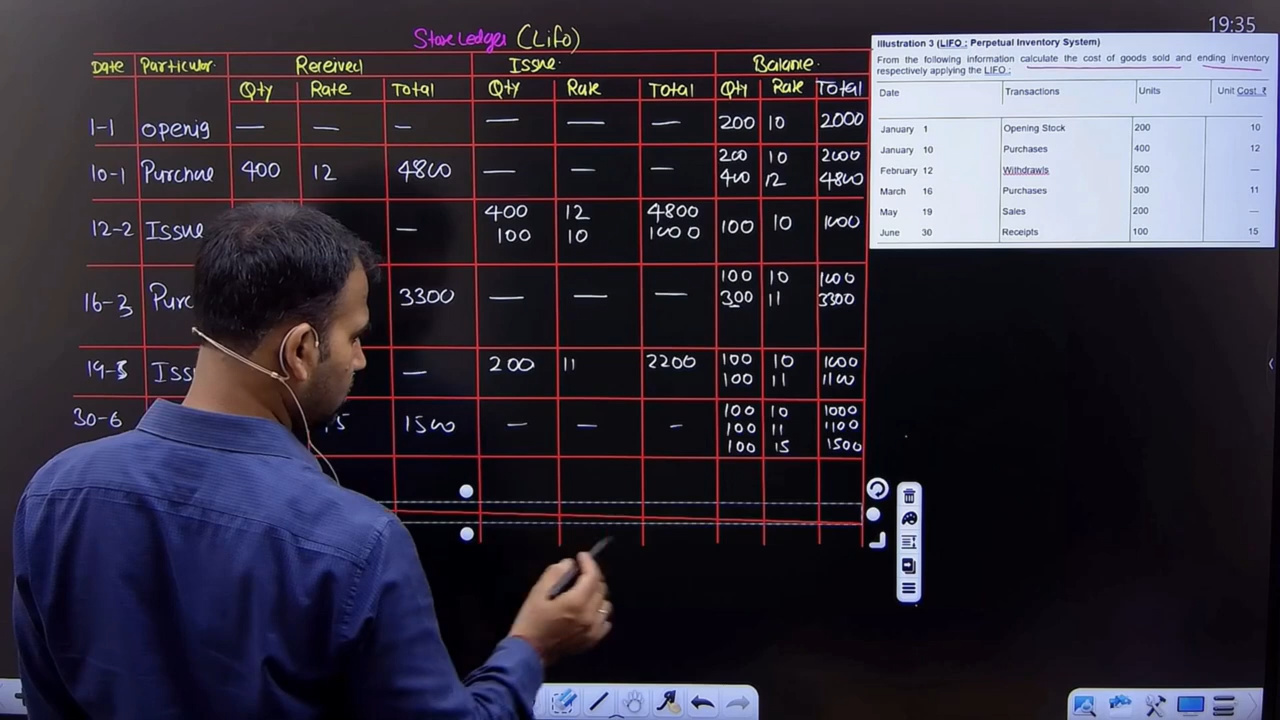 19:35
Store Ledger (Lifo)
Date Particular Received Issue Balance
Qty Rate Total Qty Rate Total Qty Rate Total
1-1 openig — — — — — — 200 10 2000
10-1 Purchae 400 12 4800 — — — 200 10 2000
400 12 4800
12-2 Issue — 400 12 4800 100 10 1000
100 10 1000
16-3 Purc 3300 — — — 100 10 1000
300 11 3300
19-5 Iss — 200 11 2200 100 10 1000
100 11 1100
30-6 15 1500 — — — 100 10 1000
100 11 1100
100 15 1500
Illustration 3 (LIFO : Perpetual Inventory System)
From the following information calculate the cost of goods sold and ending inventory
respectively applying the LIFO :
Date Transactions Units Unit Cost ₹
January 1 Opening Stock 200 10
January 10 Purchases 400 12
February 12 Withdrawls 500 —
March 16 Purchases 300 11
May 19 Sales 200 —
June 30 Receipts 100 15